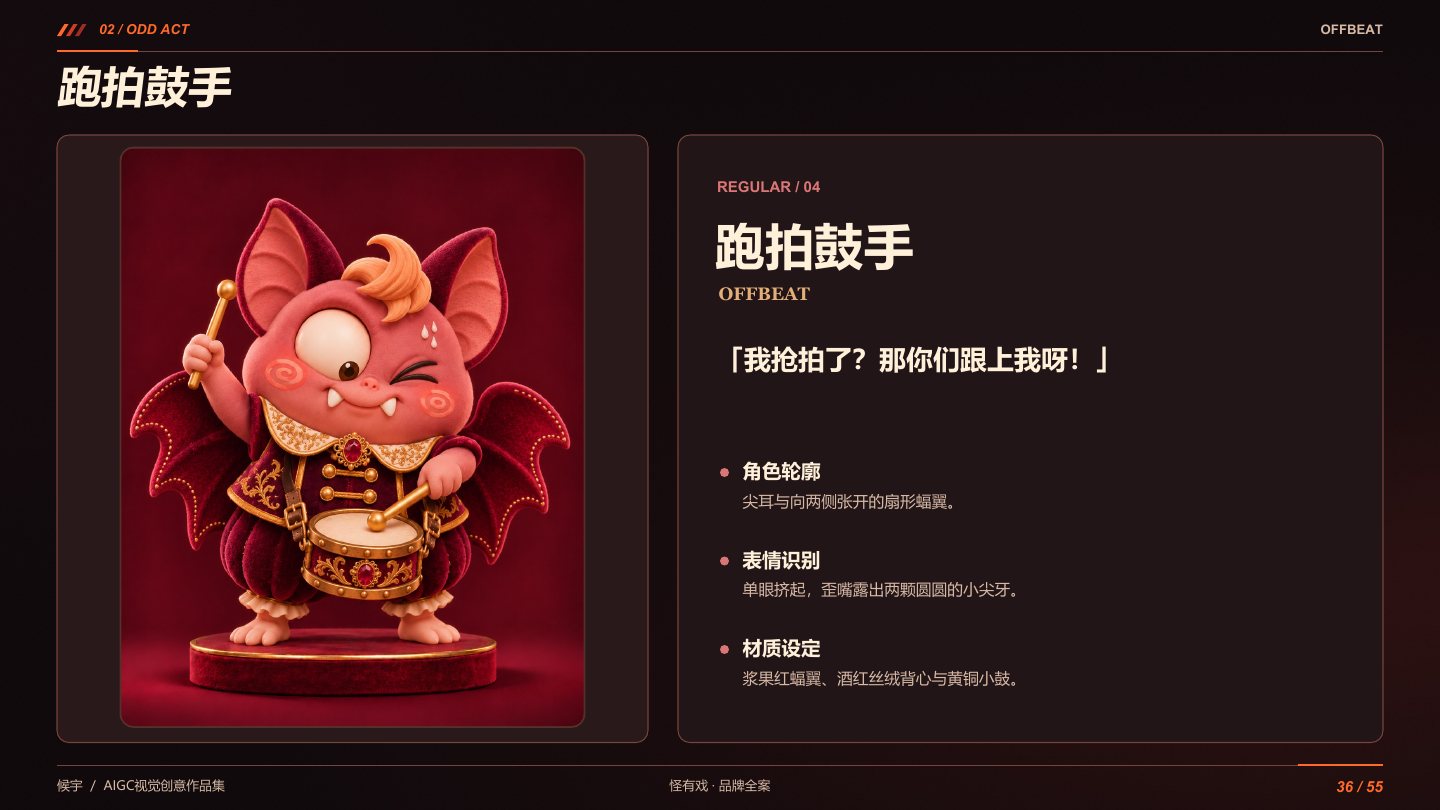 02 / ODD ACT
OFFBEAT
跑拍鼓手
REGULAR / 04
跑拍鼓手
OFFBEAT
「我抢拍了？那你们跟上我呀！」
角色轮廓
尖耳与向两侧张开的扇形蝠翼。
表情识别
单眼挤起，歪嘴露出两颗圆圆的小尖牙。
材质设定
浆果红蝠翼、酒红丝绒背心与黄铜小鼓。
候宇 / AIGC视觉创意作品集
怪有戏 · 品牌全案
36 / 55